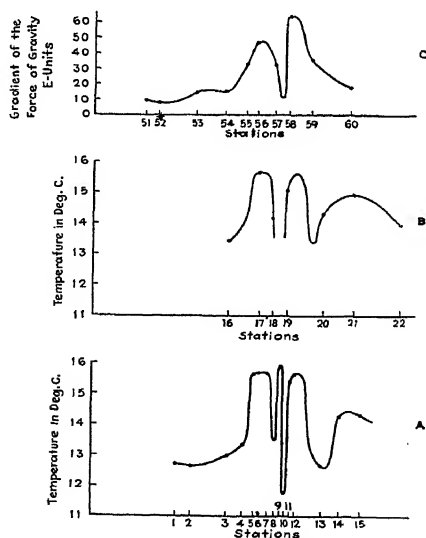 Gradient of the
Force of Gravity
E-Units
60
50
40
30
20
10
0
C
51 52 53 54 55 56 57 58 59 60
Stations
Temperature in Deg. C.
16
15
14
13
12
11
B
16 17 18 19 20 21 22
Stations
Temperature in Deg. C.
16
15
14
13
12
11
A
9 11
1 2 3 4 5 6 7 8 10 12 13 14 15
Stations